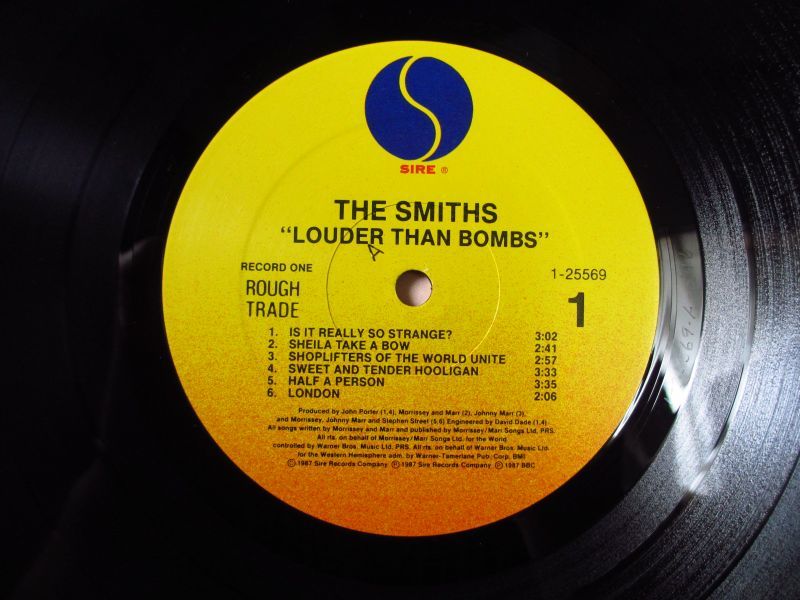 SIRE ®
THE SMITHS
"LOUDER THAN BOMBS"
A
RECORD ONE
1-25569
ROUGH
TRADE
1
1. IS IT REALLY SO STRANGE? 3:02
2. SHEILA TAKE A BOW 2:41
3. SHOPLIFTERS OF THE WORLD UNITE 2:57
4. SWEET AND TENDER HOOLIGAN 3:33
5. HALF A PERSON 3:35
6. LONDON 2:06
Produced by John Porter (1,4), Morrissey and Marr (2), Johnny Marr (3),
and Morrissey, Johnny Marr and Stephen Street (5,6) Engineered by David Dade (1,4)
All songs written by Morrissey and Marr and published by Morrissey/Marr Songs Ltd. PRS.
All rts. on behalf of Morrissey/Marr Songs Ltd. for the World
controlled by Warner Bros. Music Ltd. PRS. All rts. on behalf of Warner Bros. Music Ltd.
for the Western Hemisphere adm. by Warner-Tamerlane Pub. Corp. BMI
©1987 Sire Records Company ℗1987 Sire Records Company ℗1987 BBC